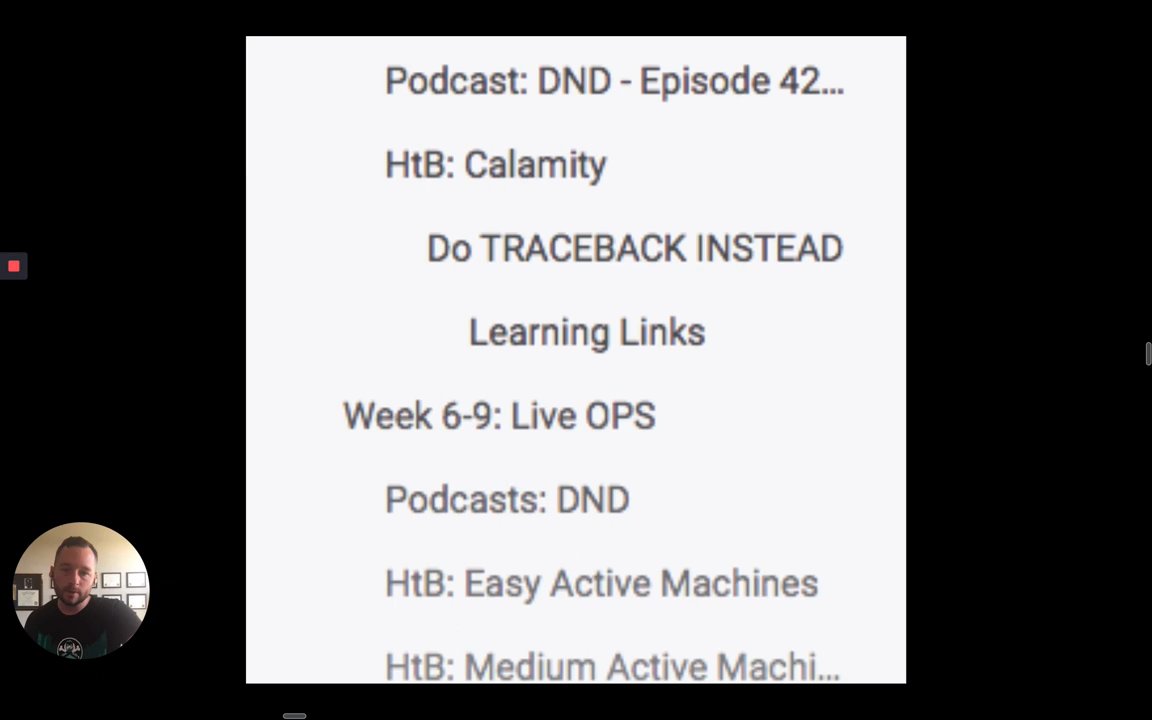 Podcast: DND - Episode 42...
HtB: Calamity
Do TRACEBACK INSTEAD
Learning Links
Week 6-9: Live OPS
Podcasts: DND
HtB: Easy Active Machines
HtB: Medium Active Machi...